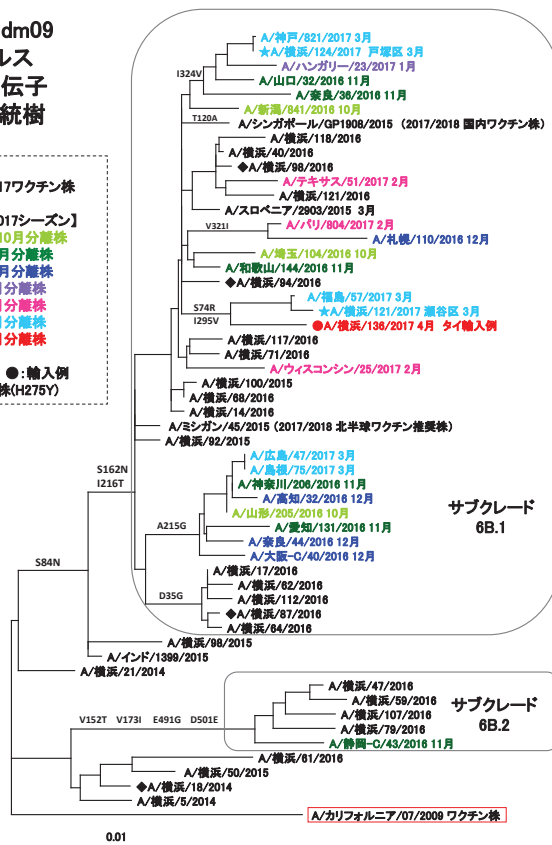 dm09
ルス
伝子
統樹
17ワクチン株
017シーズン】
10月分離株
月分離株
月分離株
月分離株
月分離株
月分離株
月分離株
●:輸入例
株(H275Y)
A/神戸/821/2017 3月
★A/横浜/124/2017 戸塚区 3月
A/ハンガリー/23/2017 1月
I324V
A/山口/32/2016 11月
A/奈良/36/2016 11月
A/新潟/841/2016 10月
T120A
A/シンガポール/GP1908/2015 (2017/2018 国内ワクチン株)
A/横浜/118/2016
A/横浜/40/2016
◆A/横浜/98/2016
A/テキサス/51/2017 2月
A/横浜/121/2016
A/スロベニア/2903/2015 3月
V321I
A/パリ/804/2017 2月
A/札幌/110/2016 12月
A/埼玉/104/2016 10月
A/和歌山/144/2016 11月
◆A/横浜/94/2016
A/福島/57/2017 3月
S74R
★A/横浜/121/2017 瀬谷区 3月
I295V
●A/横浜/136/2017 4月 タイ輸入例
A/横浜/117/2016
A/横浜/71/2016
A/ウィスコンシン/25/2017 2月
A/横浜/100/2015
A/横浜/68/2016
A/横浜/14/2016
A/ミシガン/45/2015 (2017/2018 北半球ワクチン推奨株)
A/横浜/92/2015
A/広島/47/2017 3月
A/島根/75/2017 3月
S162N
I216T
A/神奈川/206/2016 11月
A/高知/32/2016 12月
A/山形/205/2016 10月
A215G
A/愛知/131/2016 11月
A/奈良/44/2016 12月
A/大阪-C/40/2016 12月
サブクレード
6B.1
S84N
A/横浜/17/2016
A/横浜/62/2016
D35G
A/横浜/112/2016
◆A/横浜/87/2016
A/横浜/64/2016
A/横浜/98/2015
A/インド/1399/2015
A/横浜/21/2014
A/横浜/47/2016
A/横浜/59/2016
V152T V173I E491G D501E
A/横浜/107/2016
A/横浜/79/2016
A/静岡-C/43/2016 11月
サブクレード
6B.2
A/横浜/61/2016
A/横浜/50/2015
◆A/横浜/18/2014
A/横浜/5/2014
A/カリフォルニア/07/2009 ワクチン株
0.01